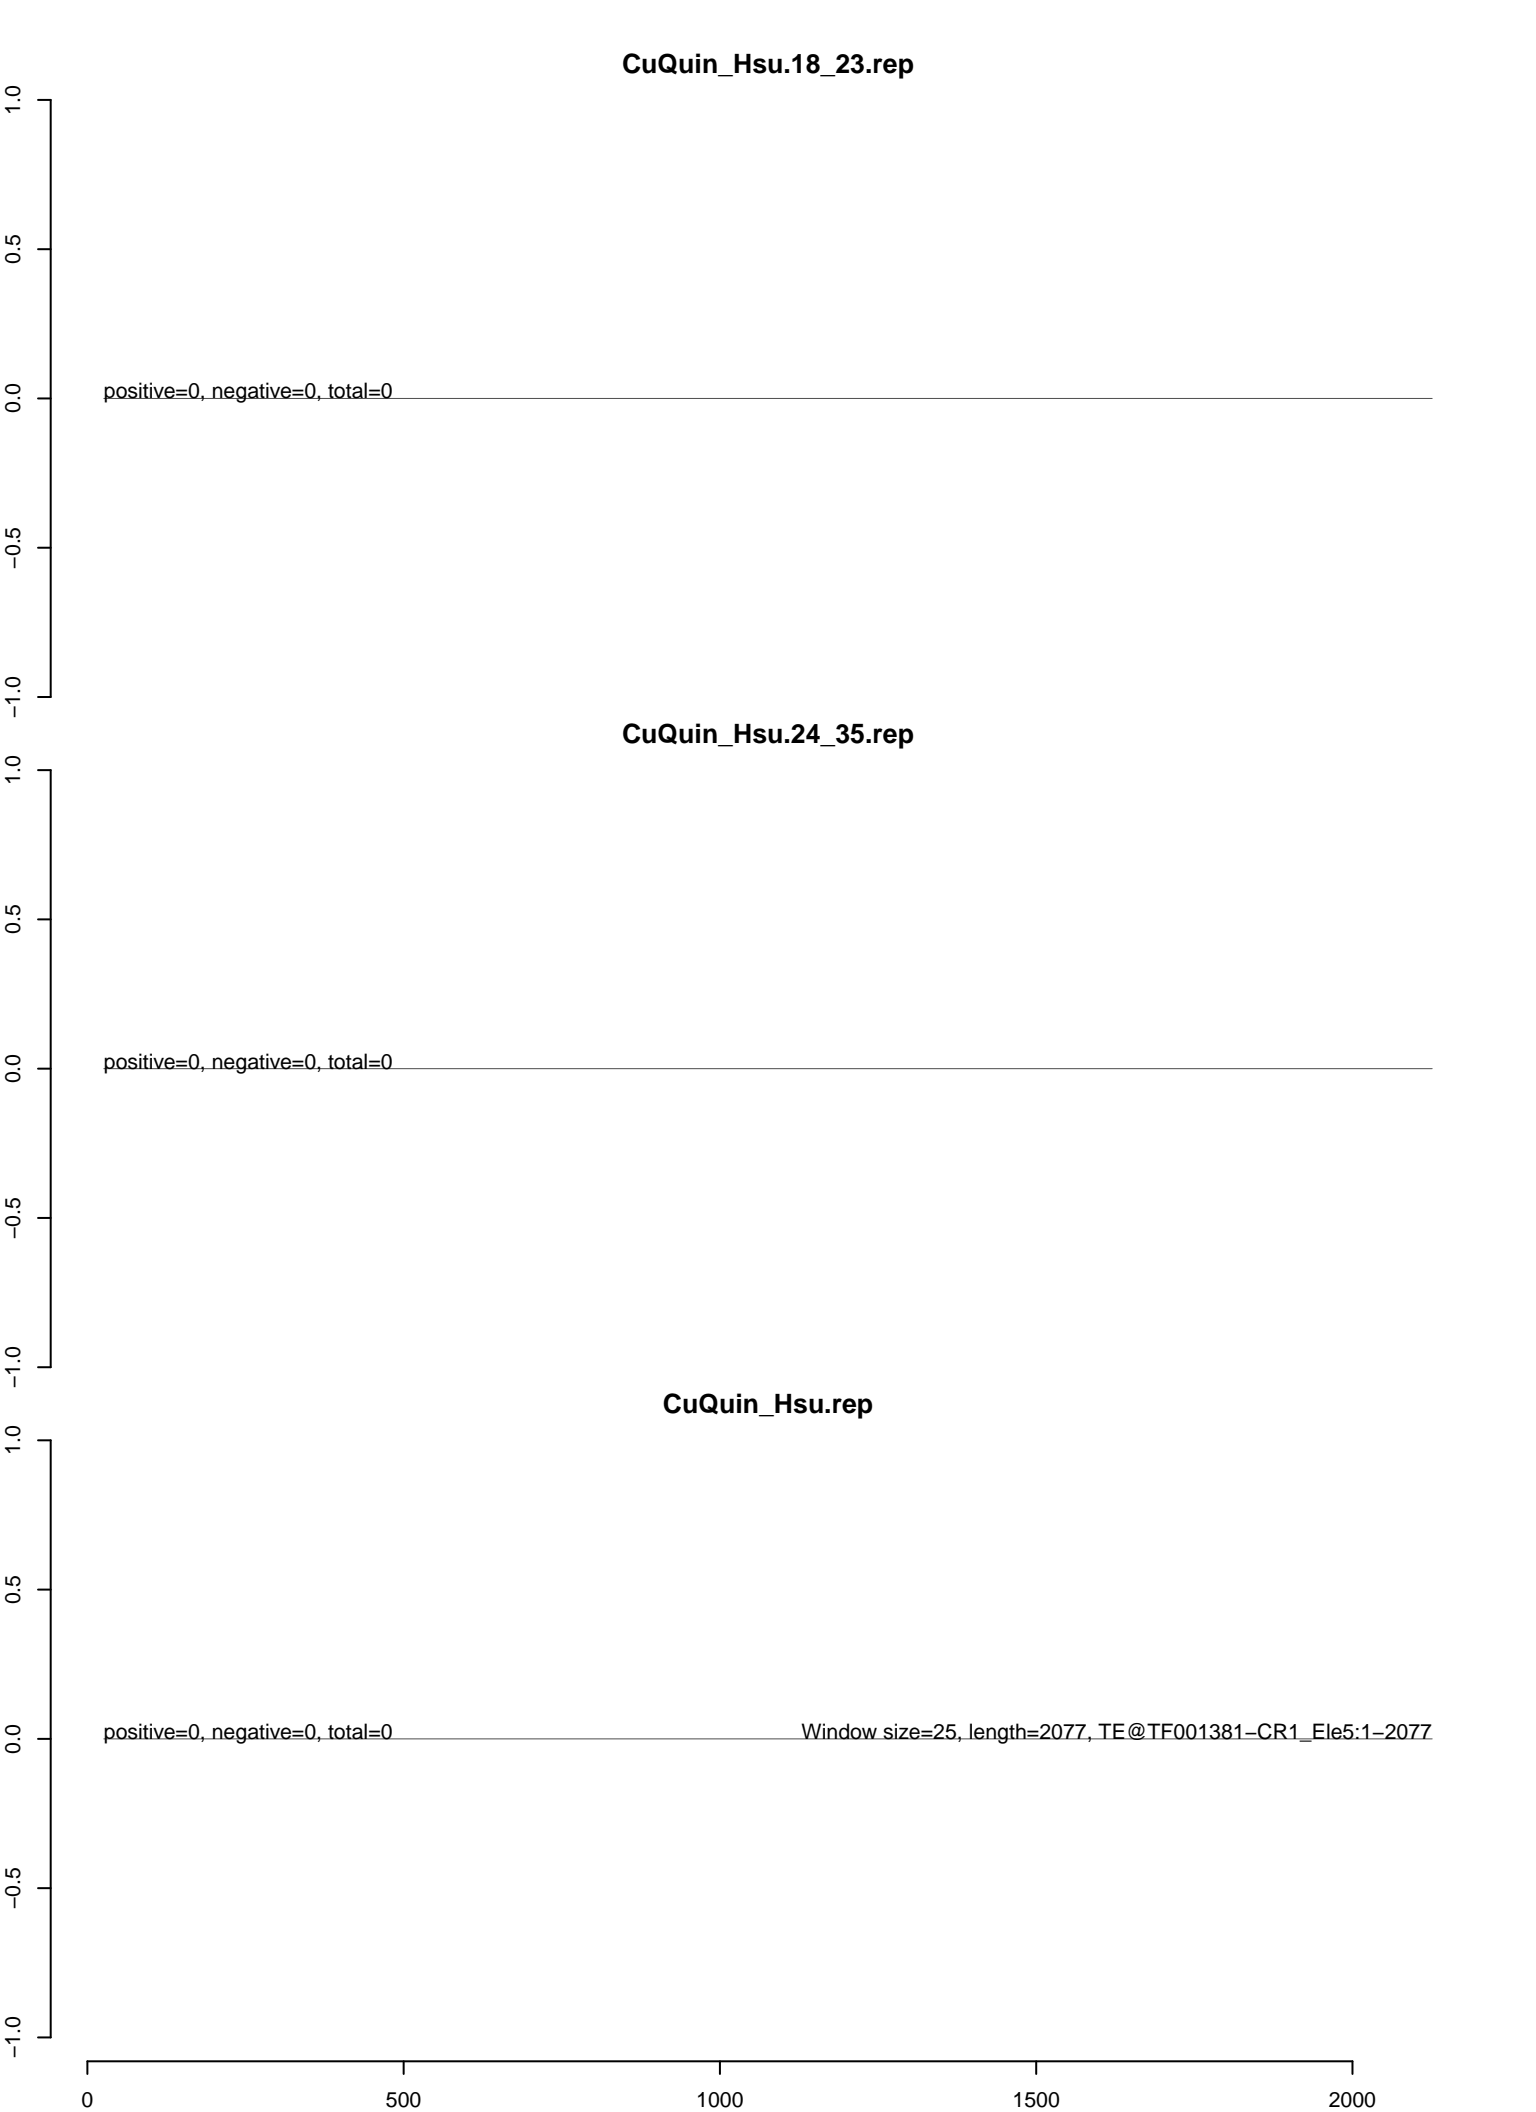 CuQuin_Hsu.18_23.rep
1.0
0.5
0.0
−0.5
−1.0
positive=0, negative=0, total=0
CuQuin_Hsu.24_35.rep
1.0
0.5
0.0
−0.5
−1.0
positive=0, negative=0, total=0
CuQuin_Hsu.rep
1.0
0.5
0.0
−0.5
−1.0
positive=0, negative=0, total=0
Window size=25, length=2077, TE@TF001381−CR1_Ele5:1−2077
0 500 1000 1500 2000